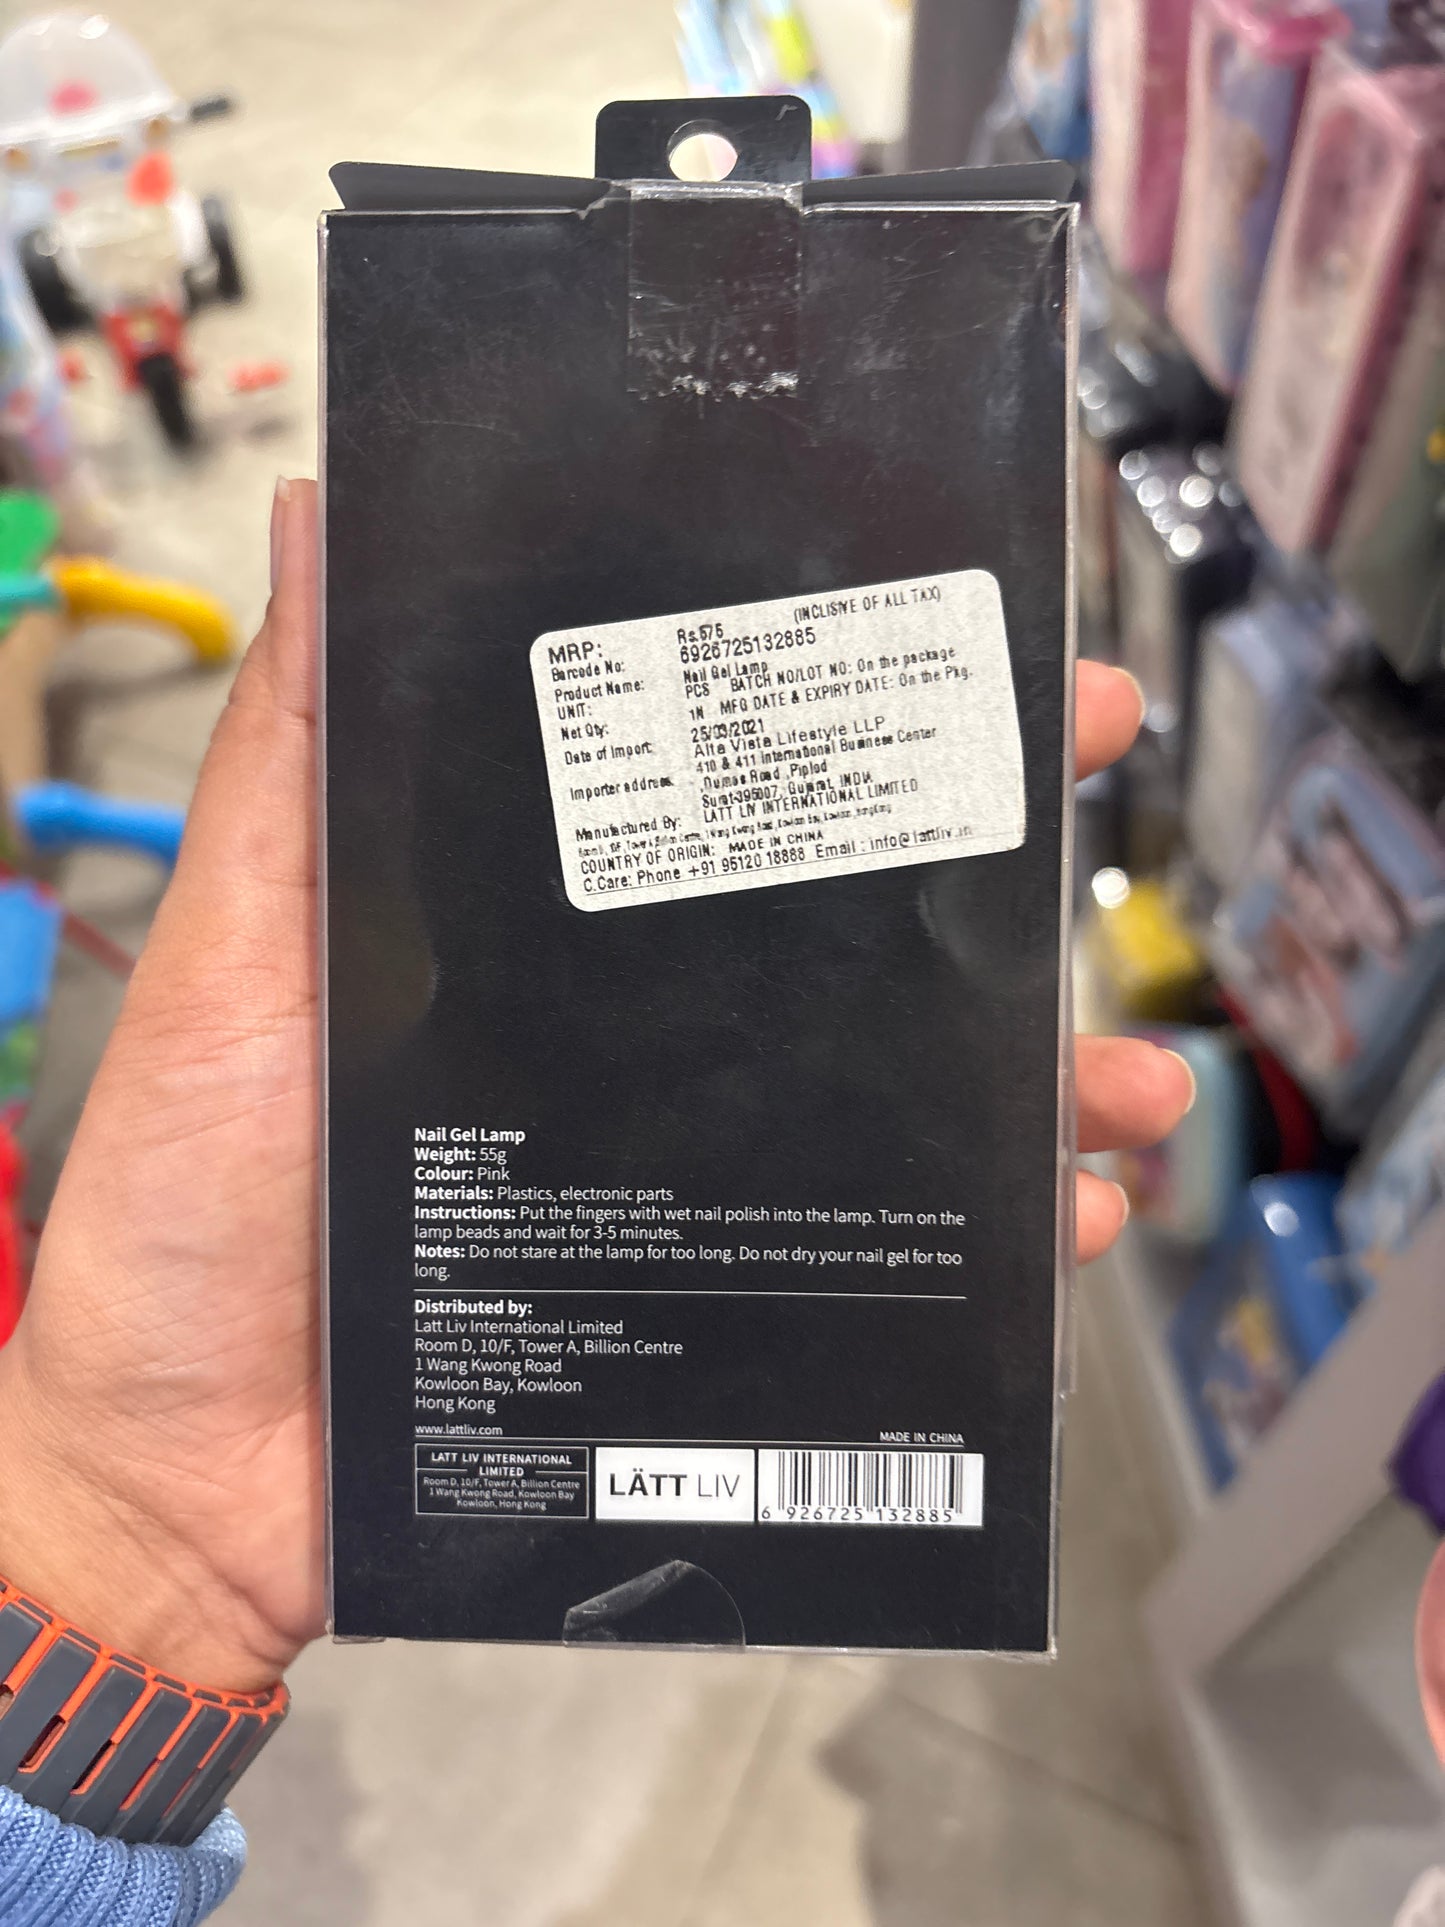 MRP: Rs.575 (INCLISIVE OF ALL TAX)
Barcode No: 6926725132885
Product Name: Nail Gel Lamp
UNIT: PCS BATCH NO/LOT NO: On the package
Net Qty: 1N MFG DATE & EXPIRY DATE: On the Pkg.
Date of Import: 25/03/2021
Importer address Alta Vista Lifestyle LLP
410 & 411 International Business Center
,Dumas Road ,Piplod
Surat-395007, Gujarat, INDIA
Manufactured By: LATT LIV INTERNATIONAL LIMITED
COUNTRY OF ORIGIN: MADE IN CHINA
C.Care: Phone +91 95120 18888 Email : info@lattliv.in
Nail Gel Lamp
Weight: 55g
Colour: Pink
Materials: Plastics, electronic parts
Instructions: Put the fingers with wet nail polish into the lamp. Turn on the
lamp beads and wait for 3-5 minutes.
Notes: Do not stare at the lamp for too long. Do not dry your nail gel for too
long.
Distributed by:
Latt Liv International Limited
Room D, 10/F, Tower A, Billion Centre
1 Wang Kwong Road
Kowloon Bay, Kowloon
Hong Kong
www.lattliv.com
MADE IN CHINA
LATT LIV INTERNATIONAL
LIMITED
Room D, 10/F, Tower A, Billion Centre
1 Wang Kwong Road, Kowloon Bay
Kowloon, Hong Kong
LÄTT LIV
6 926725 132885